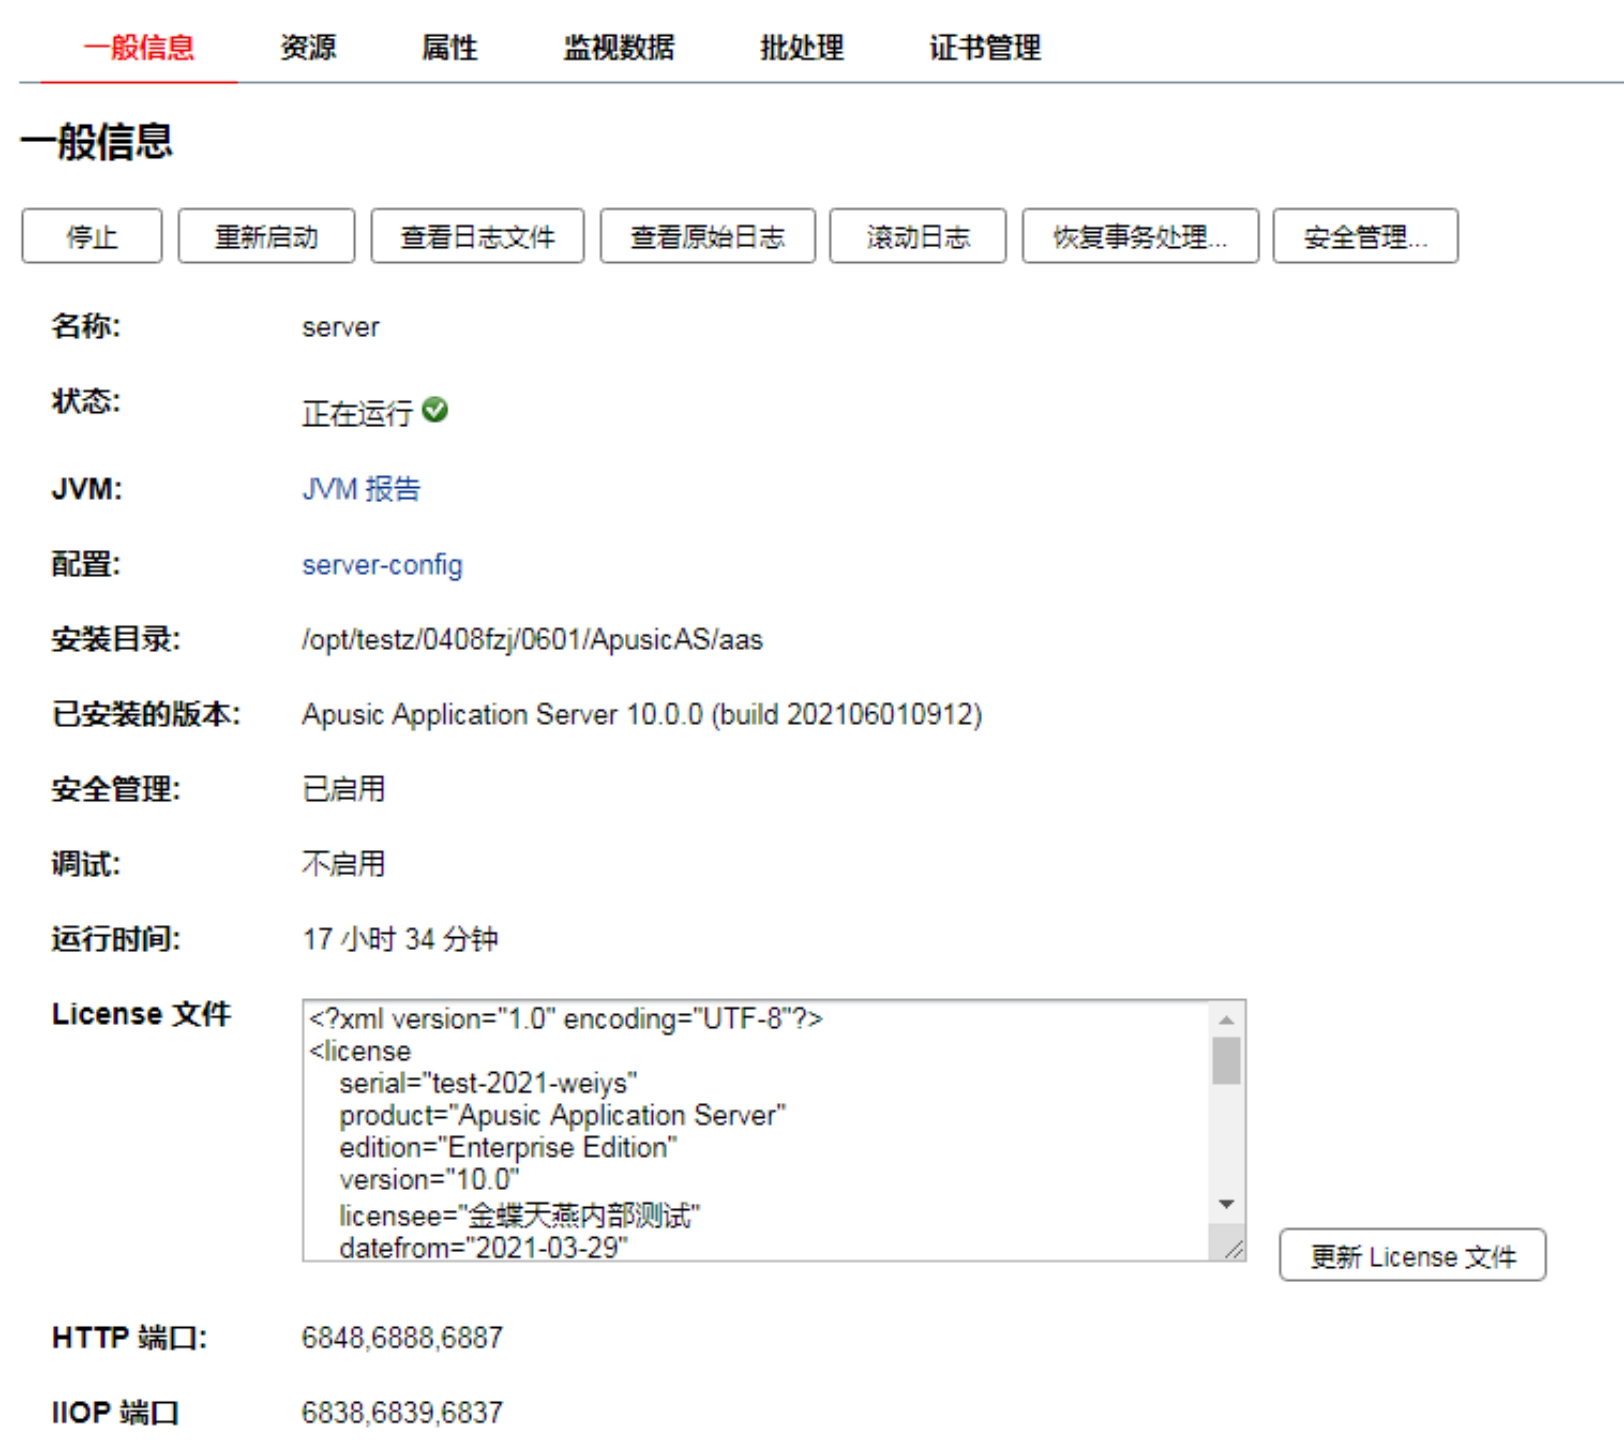 一般信息 资源 属性 监视数据 批处理 证书管理
一般信息
停止 重新启动 查看日志文件 查看原始日志 滚动日志 恢复事务处理... 安全管理...
名称: server
状态: 正在运行
JVM: JVM 报告
配置: server-config
安装目录: /opt/testz/0408fzj/0601/ApusicAS/aas
已安装的版本: Apusic Application Server 10.0.0 (build 202106010912)
安全管理: 已启用
调试: 不启用
运行时间: 17 小时 34 分钟
License 文件
<?xml version="1.0" encoding="UTF-8"?>
<license
serial="test-2021-weiys"
product="Apusic Application Server"
edition="Enterprise Edition"
version="10.0"
licensee="金蝶天燕内部测试"
datefrom="2021-03-29"
更新 License 文件
HTTP 端口: 6848,6888,6887
IIOP 端口 6838,6839,6837